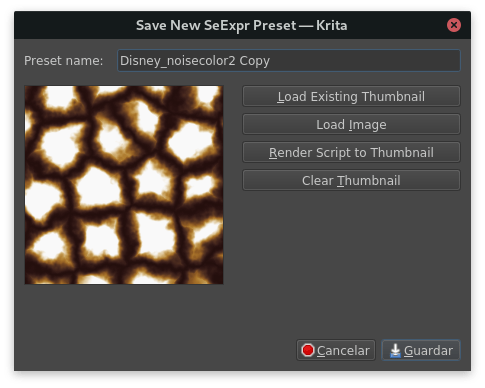 Save New SeExpr Preset — Krita
Preset name: Disney_noisecolor2 Copy
Load Existing Thumbnail
Load Image
Render Script to Thumbnail
Clear Thumbnail
Cancelar Guardar